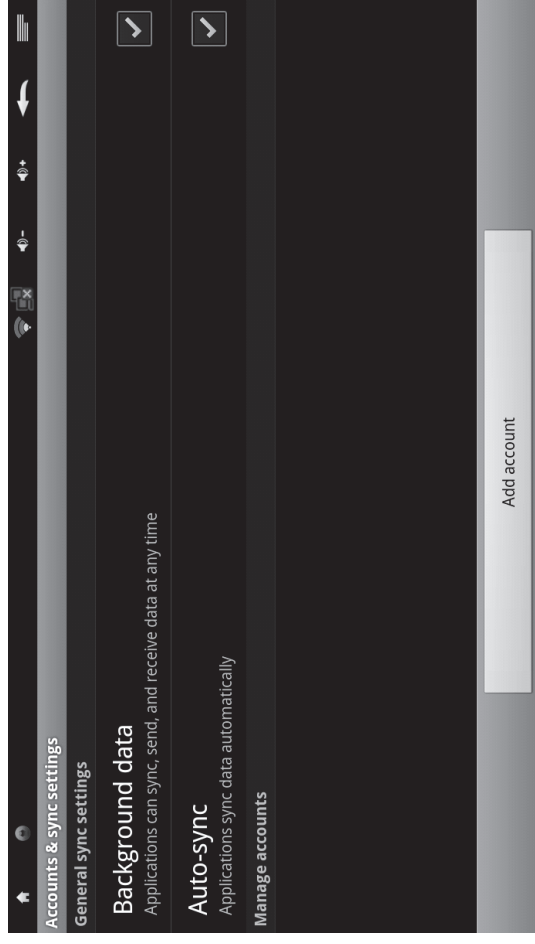 Accounts & sync settings
General sync settings
Background data
Applications can sync, send, and receive data at any time
Auto-sync
Applications sync data automatically
Manage accounts
Add account